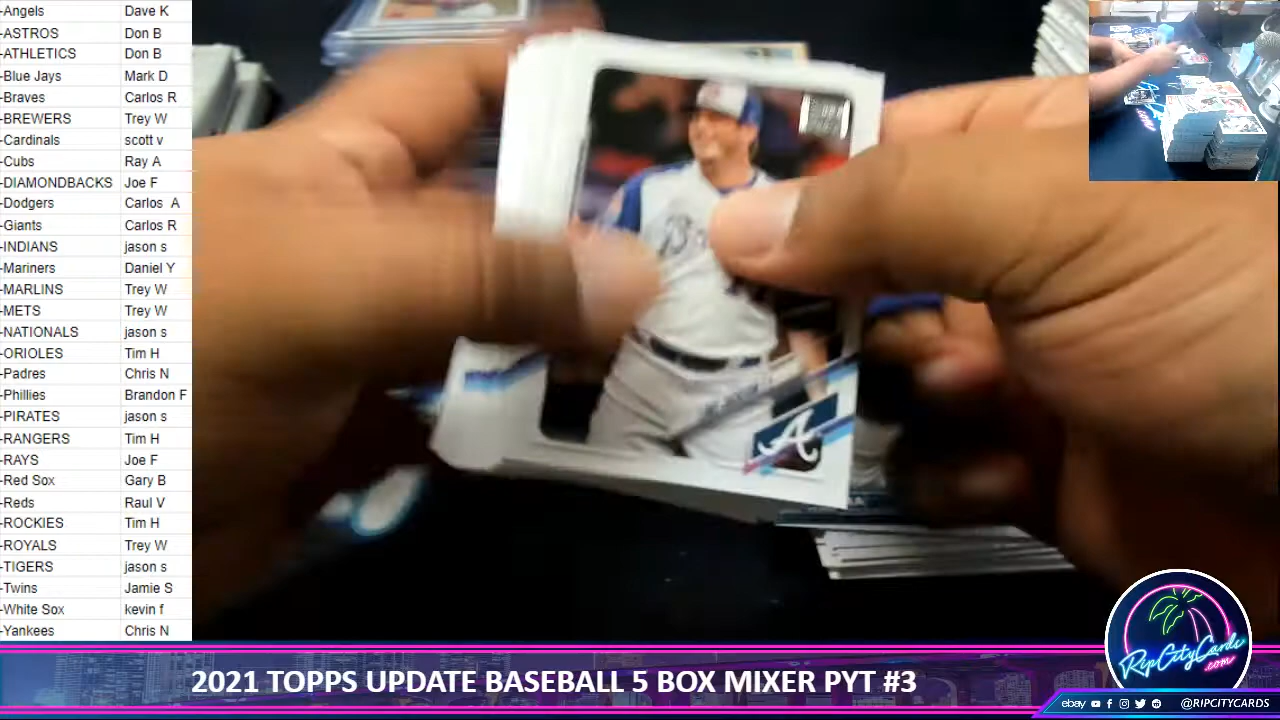 -Angels Dave K
-ASTROS Don B
-ATHLETICS Don B
-Blue Jays Mark D
-Braves Carlos R
-BREWERS Trey W
-Cardinals scott v
-Cubs Ray A
-DIAMONDBACKS Joe F
-Dodgers Carlos A
-Giants Carlos R
-INDIANS jason s
-Mariners Daniel Y
-MARLINS Trey W
-METS Trey W
-NATIONALS jason s
-ORIOLES Tim H
-Padres Chris N
-Phillies Brandon F
-PIRATES jason s
-RANGERS Tim H
-RAYS Joe F
-Red Sox Gary B
-Reds Raul V
-ROCKIES Tim H
-ROYALS Trey W
-TIGERS jason s
-Twins Jamie S
-White Sox kevin f
-Yankees Chris N
A
RipCityCards
.com
2021 TOPPS UPDATE BASEBALL 5 BOX MIXER PYT #3
ebay @RIPCITYCARDS